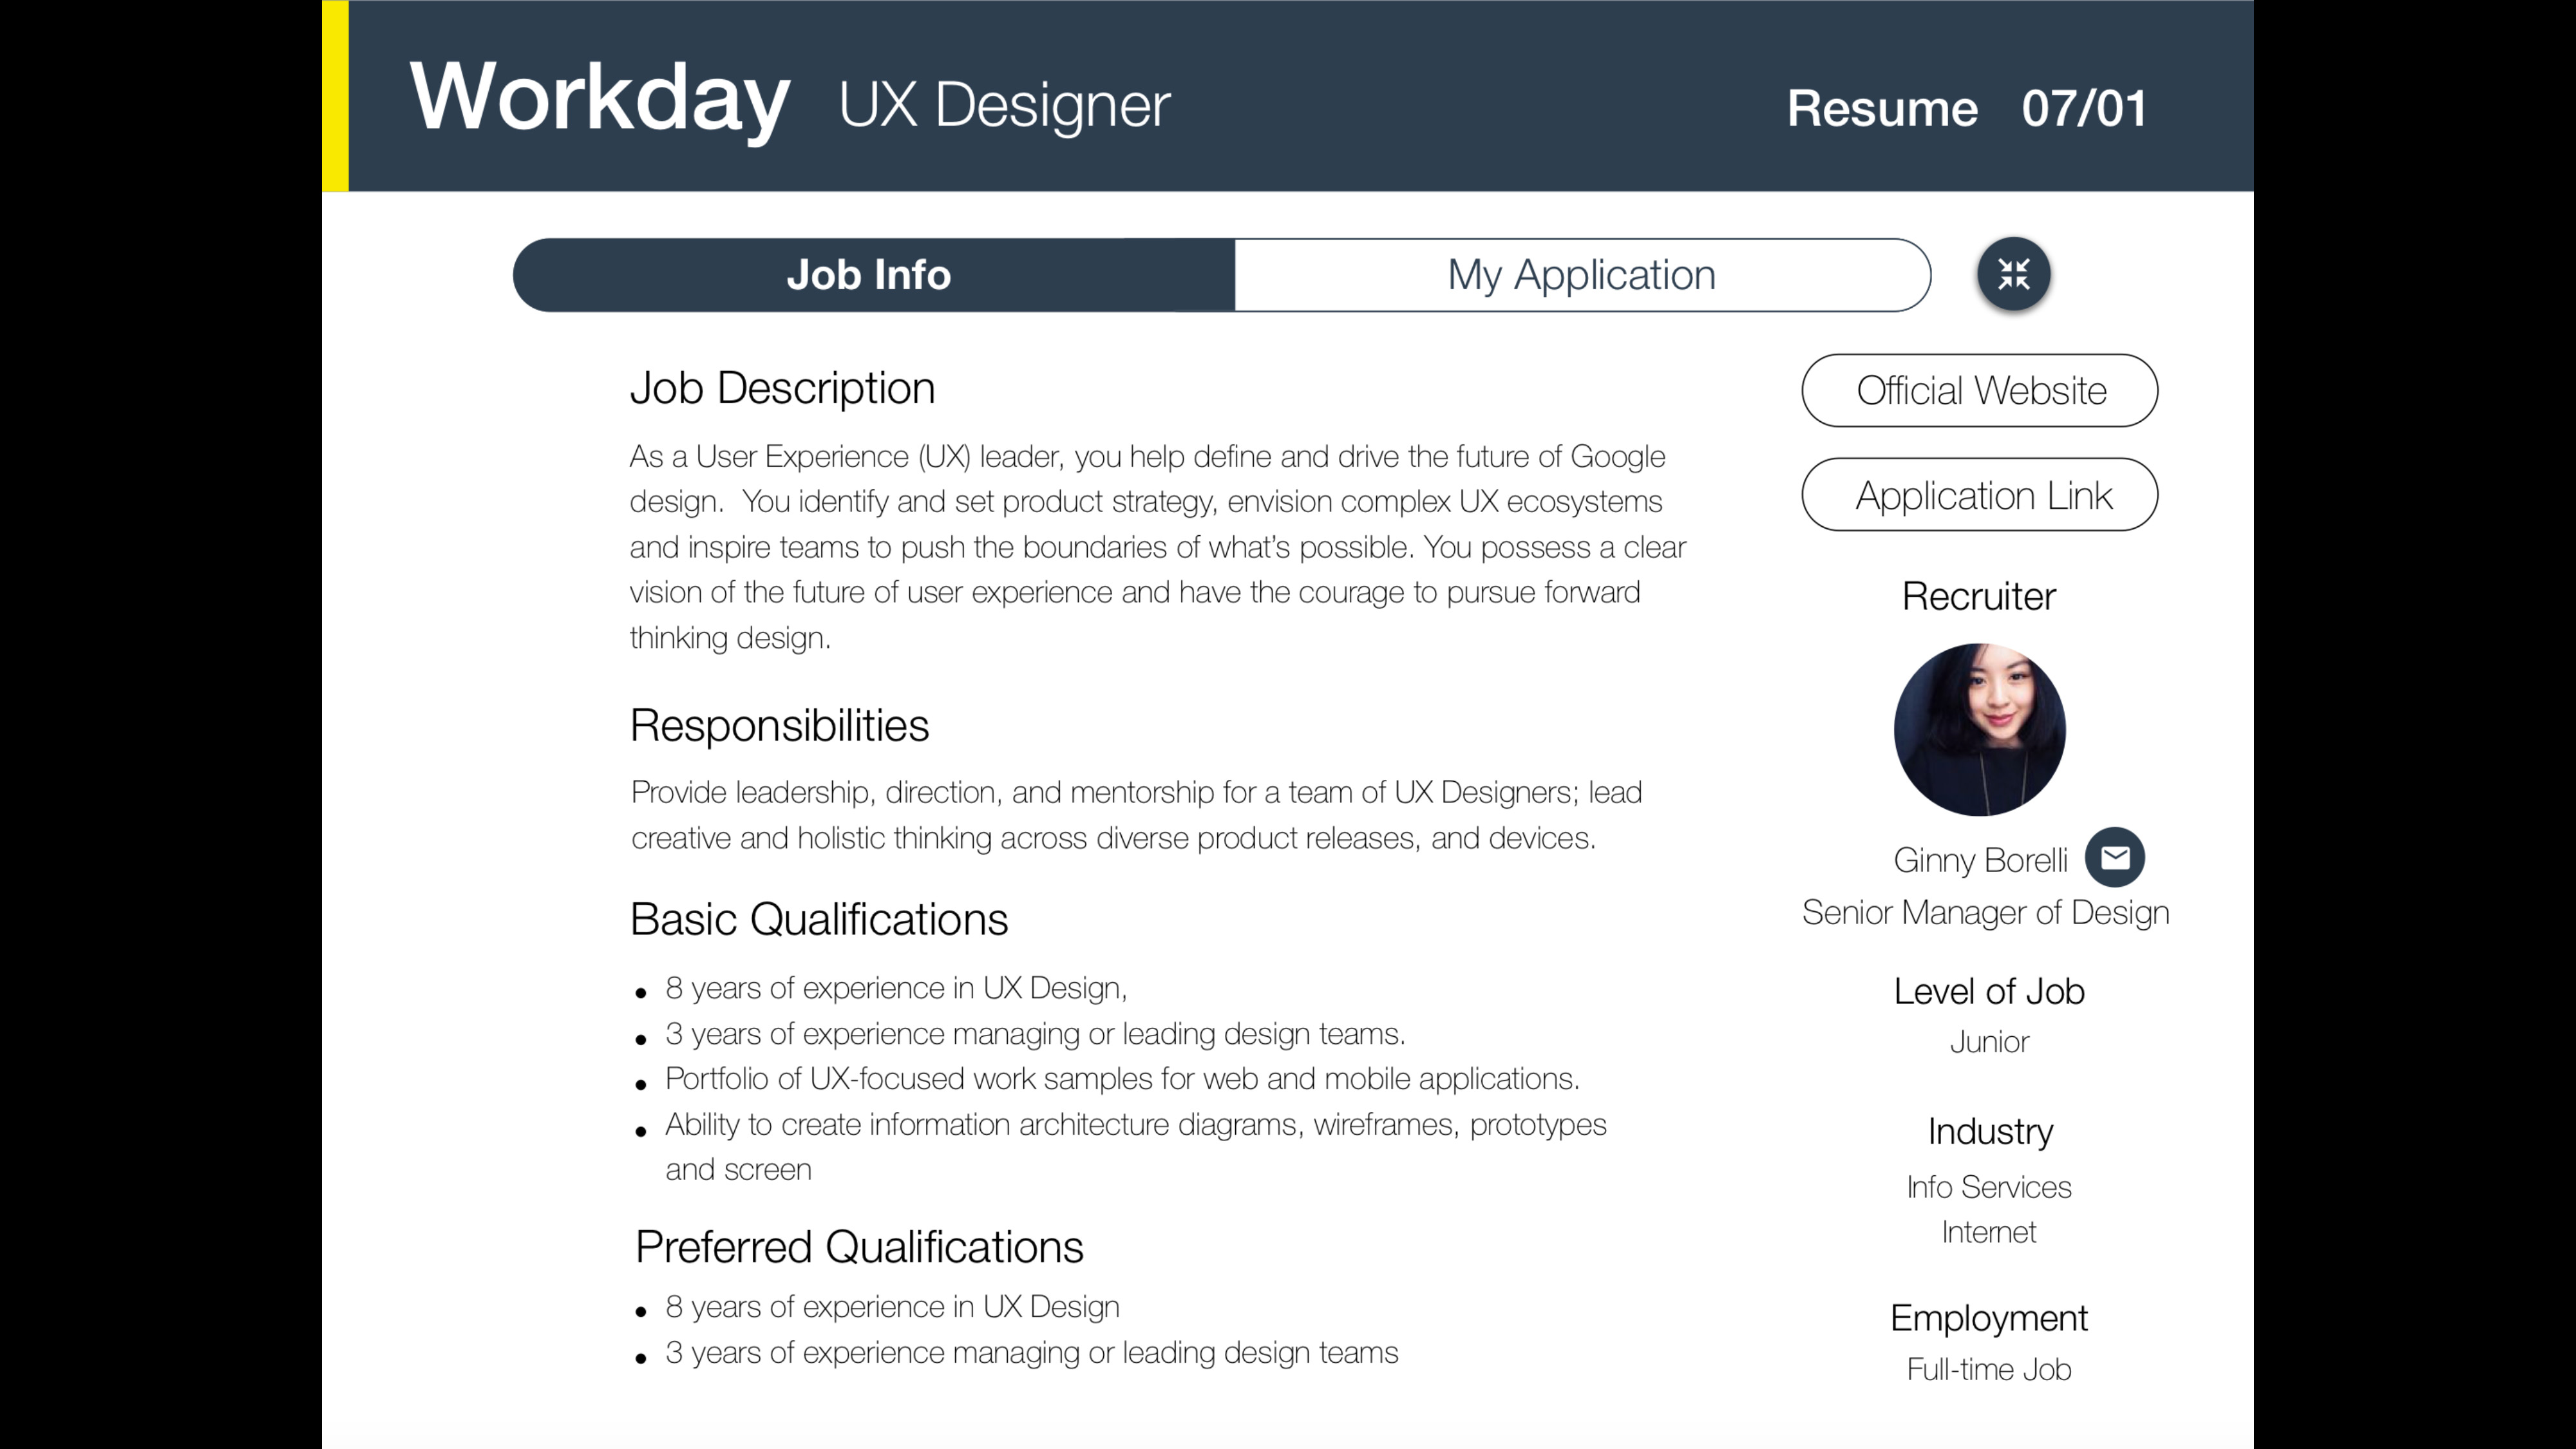 Workday UX Designer
Resume 07/01
Job Info
My Application
Job Description
As a User Experience (UX) leader, you help define and drive the future of Google
design.  You identify and set product strategy, envision complex UX ecosystems
and inspire teams to push the boundaries of what’s possible. You possess a clear
vision of the future of user experience and have the courage to pursue forward
thinking design.
Responsibilities
Provide leadership, direction, and mentorship for a team of UX Designers; lead
creative and holistic thinking across diverse product releases, and devices.
Basic Qualifications
• 8 years of experience in UX Design,
• 3 years of experience managing or leading design teams.
• Portfolio of UX-focused work samples for web and mobile applications.
• Ability to create information architecture diagrams, wireframes, prototypes
and screen
Preferred Qualifications
• 8 years of experience in UX Design
• 3 years of experience managing or leading design teams
Official Website
Application Link
Recruiter
Ginny Borelli
Senior Manager of Design
Level of Job
Junior
Industry
Info Services
Internet
Employment
Full-time Job